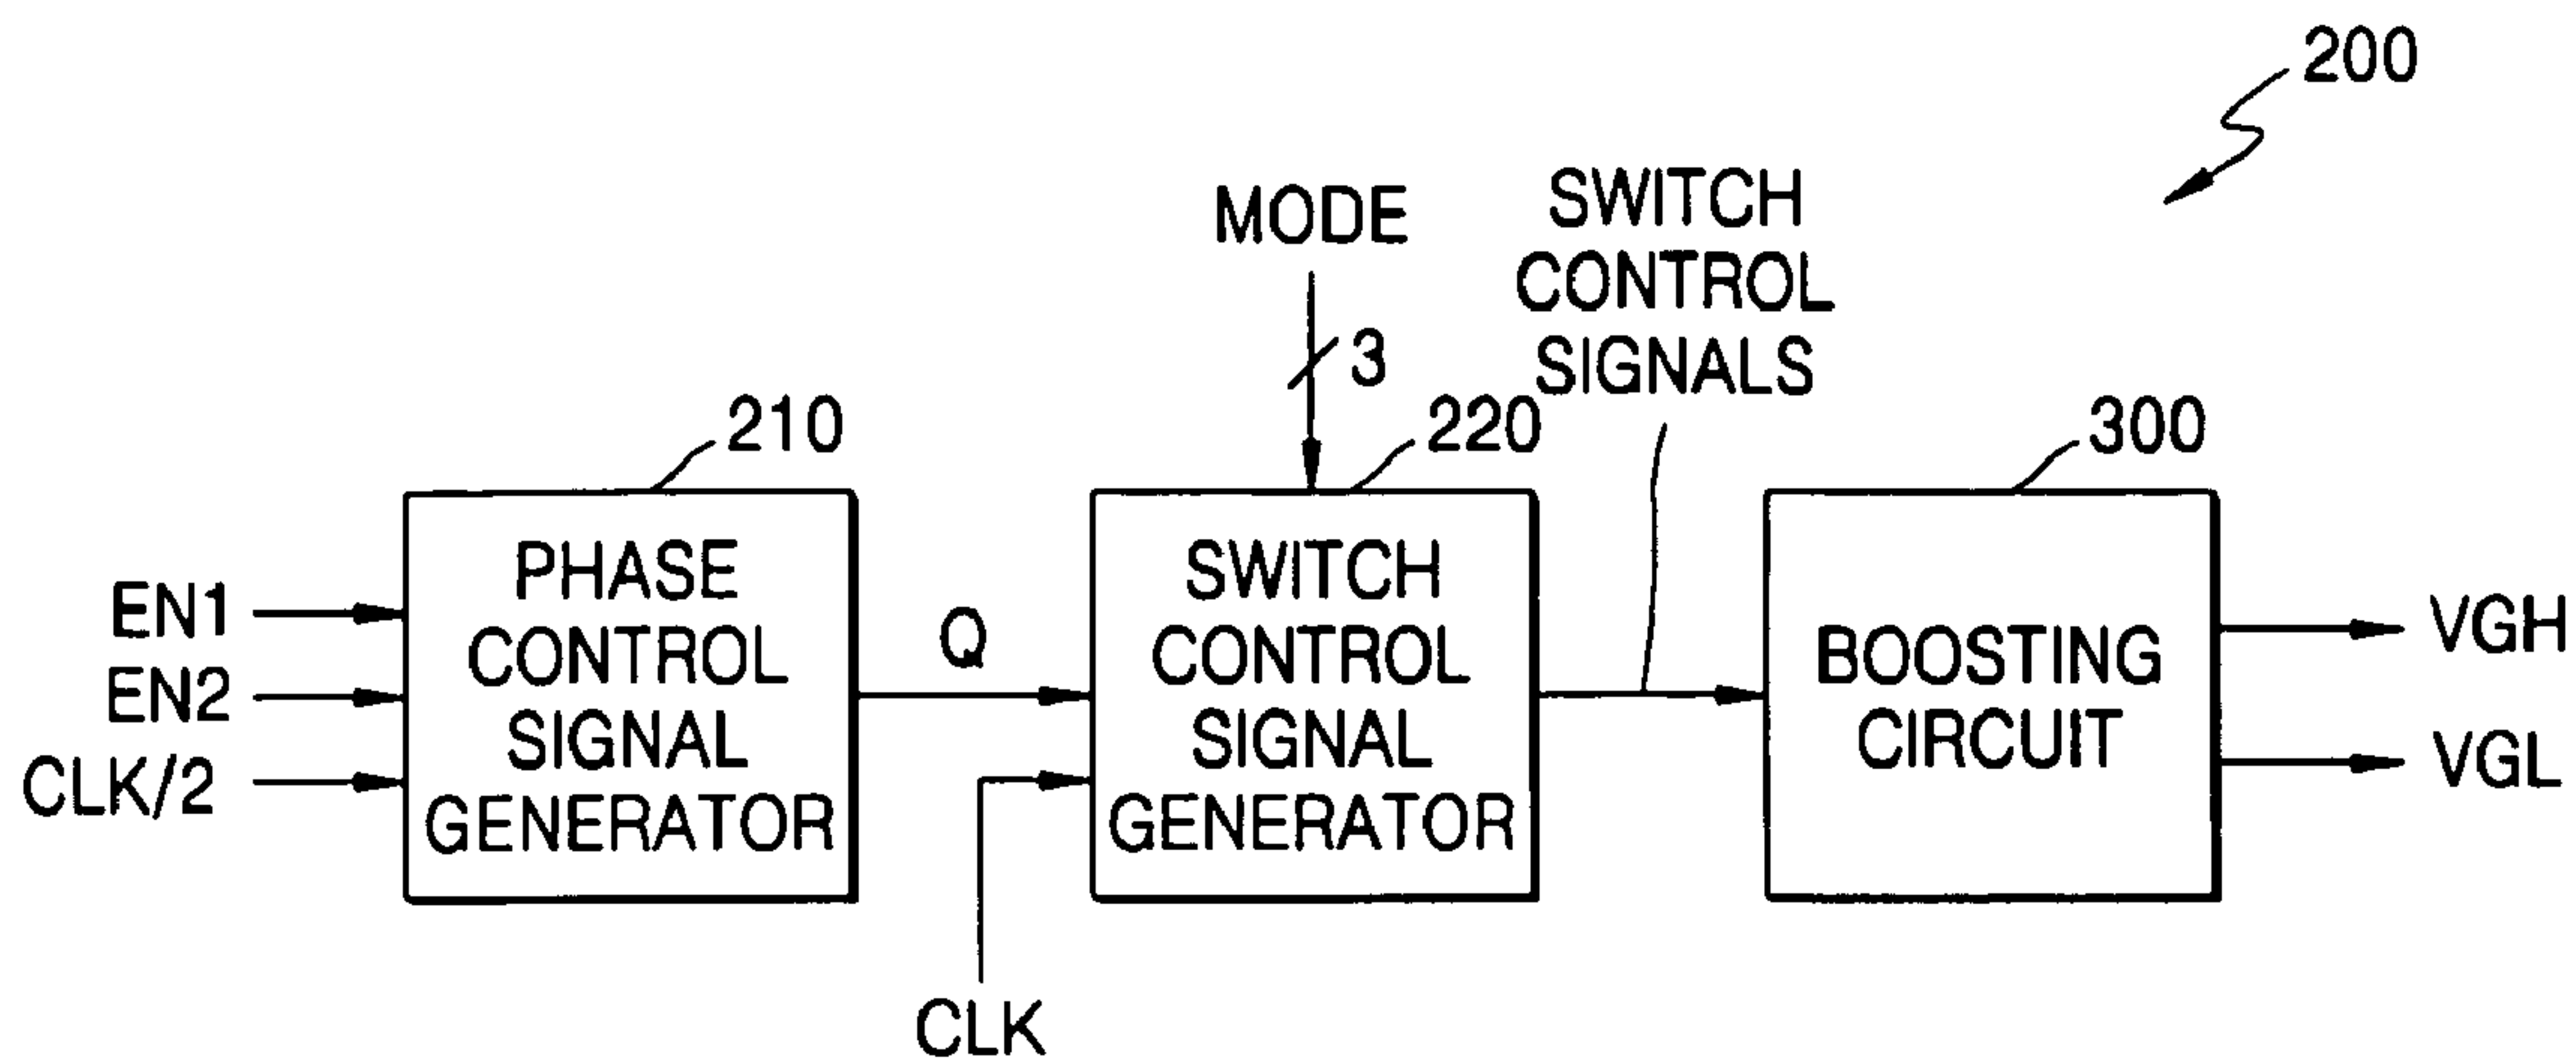 200
MODE
3
SWITCH
CONTROL
SIGNALS
210
220
300
EN1
EN2
CLK/2
PHASE
CONTROL
SIGNAL
GENERATOR
Q
CLK
SWITCH
CONTROL
SIGNAL
GENERATOR
BOOSTING
CIRCUIT
VGH
VGL